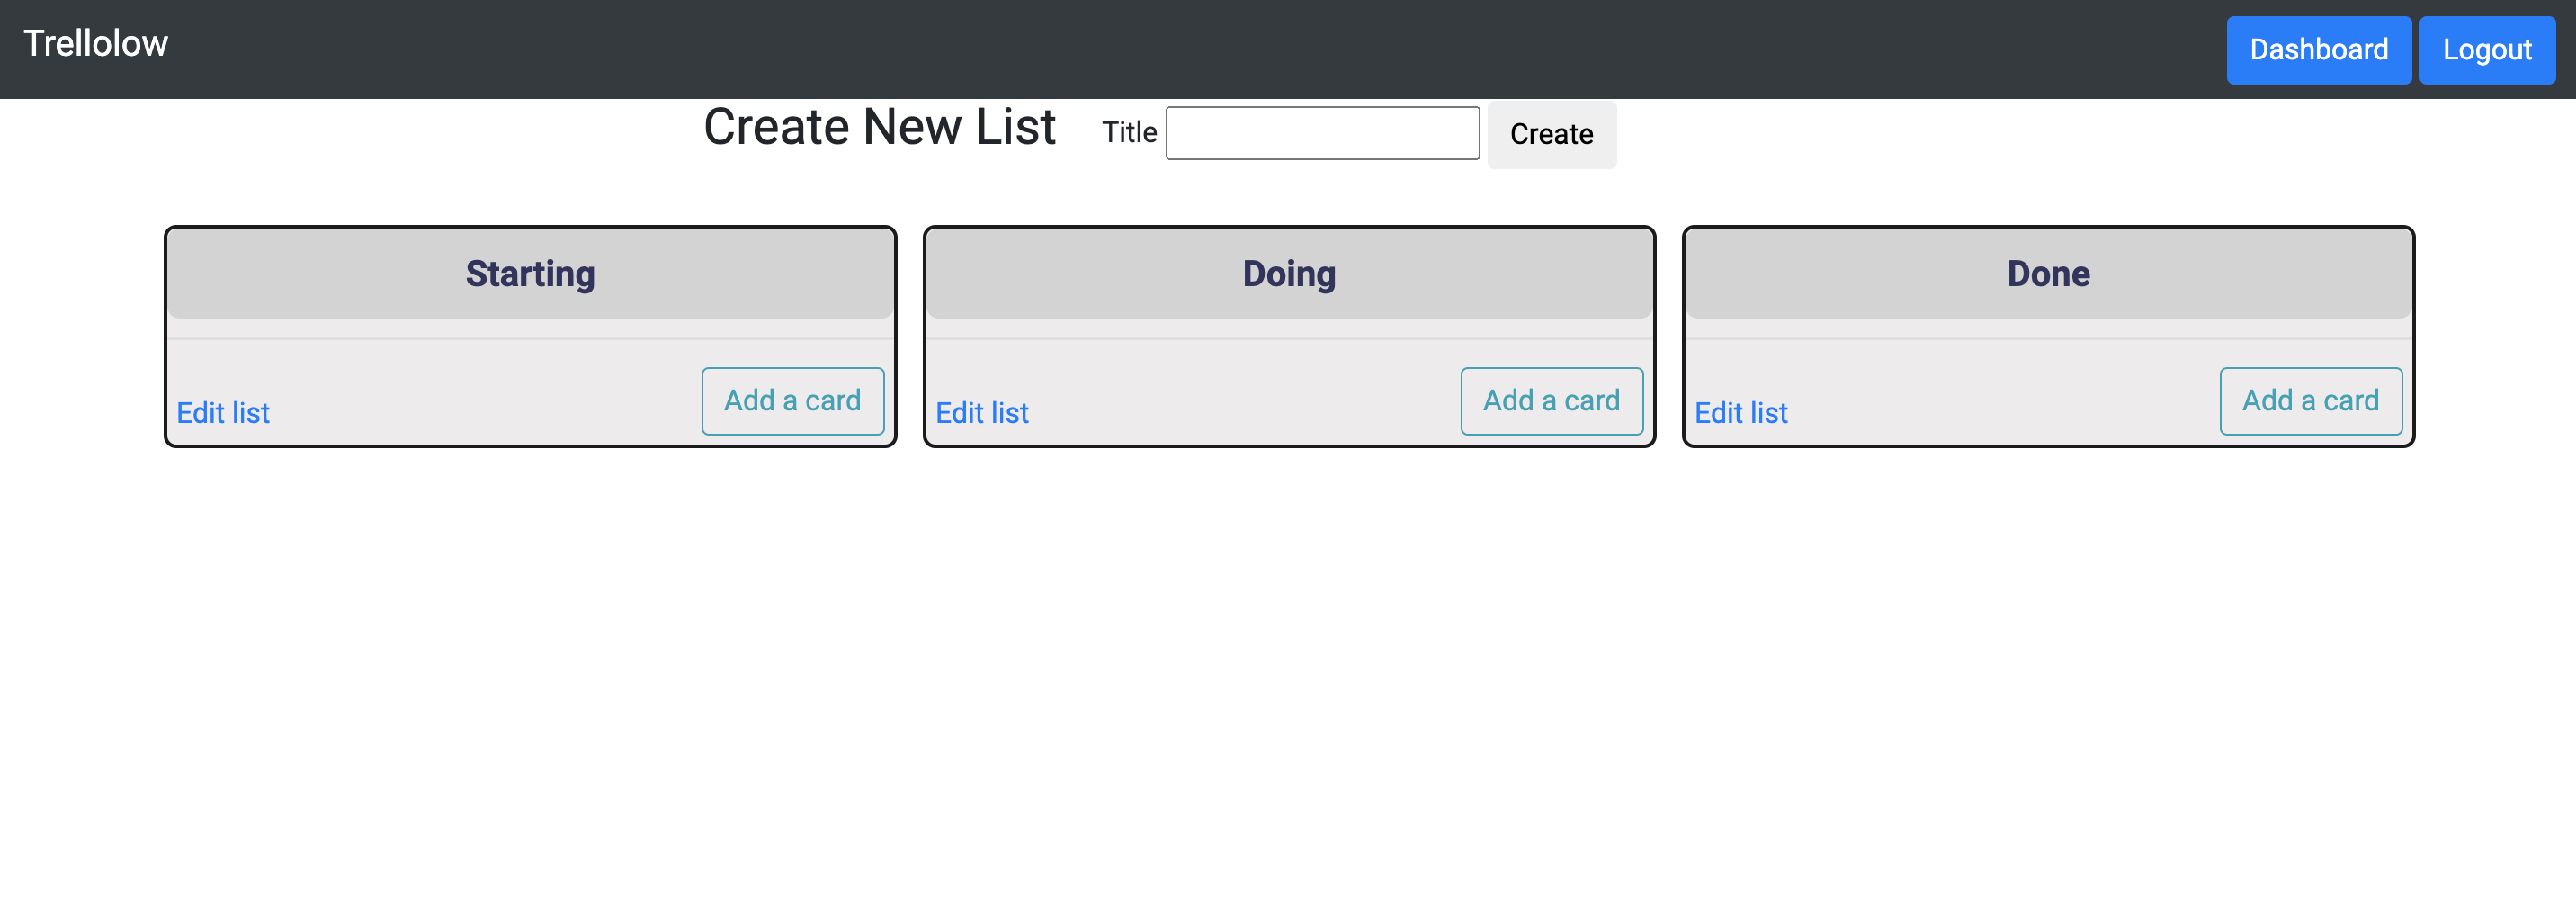 Trellolow Dashboard Logout
Create New List Title Create
Starting Doing Done
Edit list Add a card Edit list Add a card Edit list Add a card